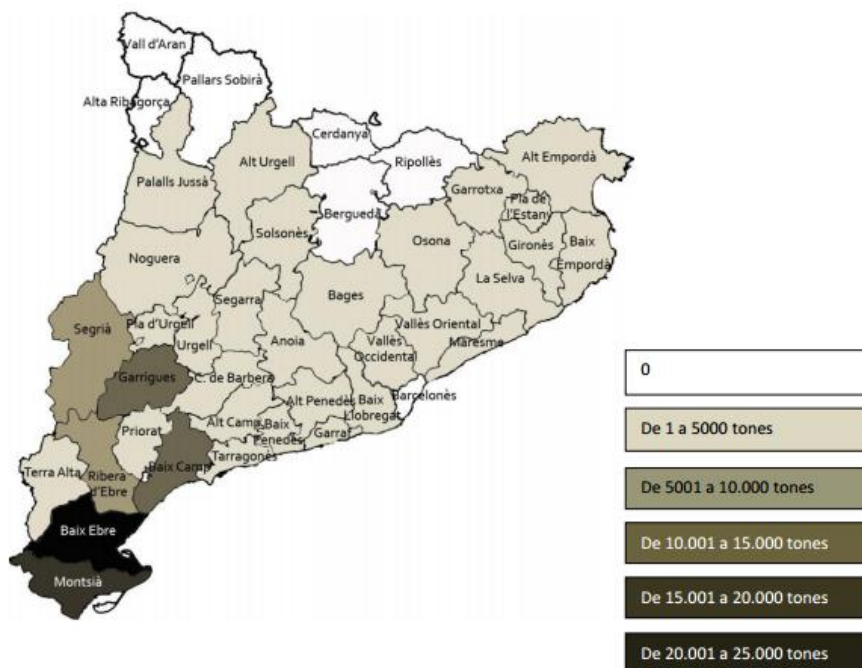 Vall d'Aran
Pallars Sobirà
Alta Ribagorça
Cerdanya
Ripollès
Alt Empordà
Alt Urgell
Palalls Jussà
Garrotxa
Pla de
l'Estany
Berguedà
Solsonès
Osona
Gironès
Baix
Empordà
Noguera
La Selva
Segarra
Bages
Segrià
Pla d'Urgell
Urgell
Anoia
Vallès Oriental
Vallès
Occidental
Maresme
Garrigues
C. de Barberà
Alt Penedès
Baix
Llobregat
Barcelonès
Priorat
Alt Camp
Baix
Penedès
Garraf
Terra Alta
Ribera
d'Ebre
Baix Camp
Tarragonès
Baix Ebre
Montsià
0
De 1 a 5000 tones
De 5001 a 10.000 tones
De 10.001 a 15.000 tones
De 15.001 a 20.000 tones
De 20.001 a 25.000 tones